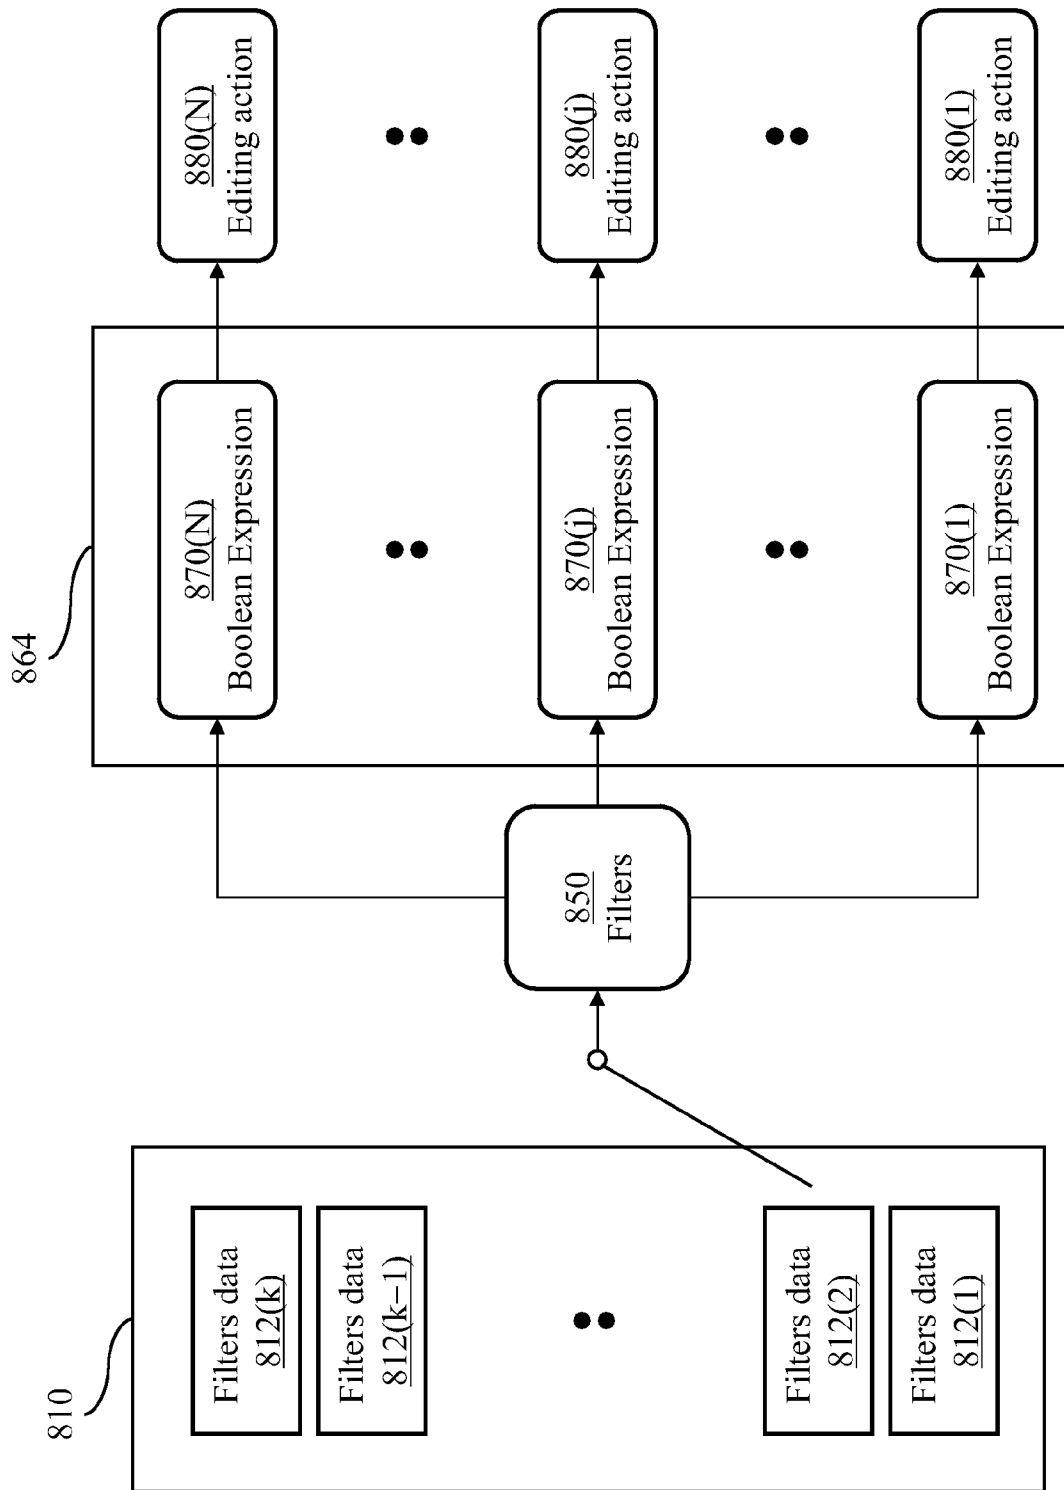 810
Filters data
812(k)
Filters data
812(k−1)
Filters data
812(2)
Filters data
812(1)
850
Filters
864
870(N)
Boolean Expression
870(j)
Boolean Expression
870(1)
Boolean Expression
880(N)
Editing action
880(j)
Editing action
880(1)
Editing action